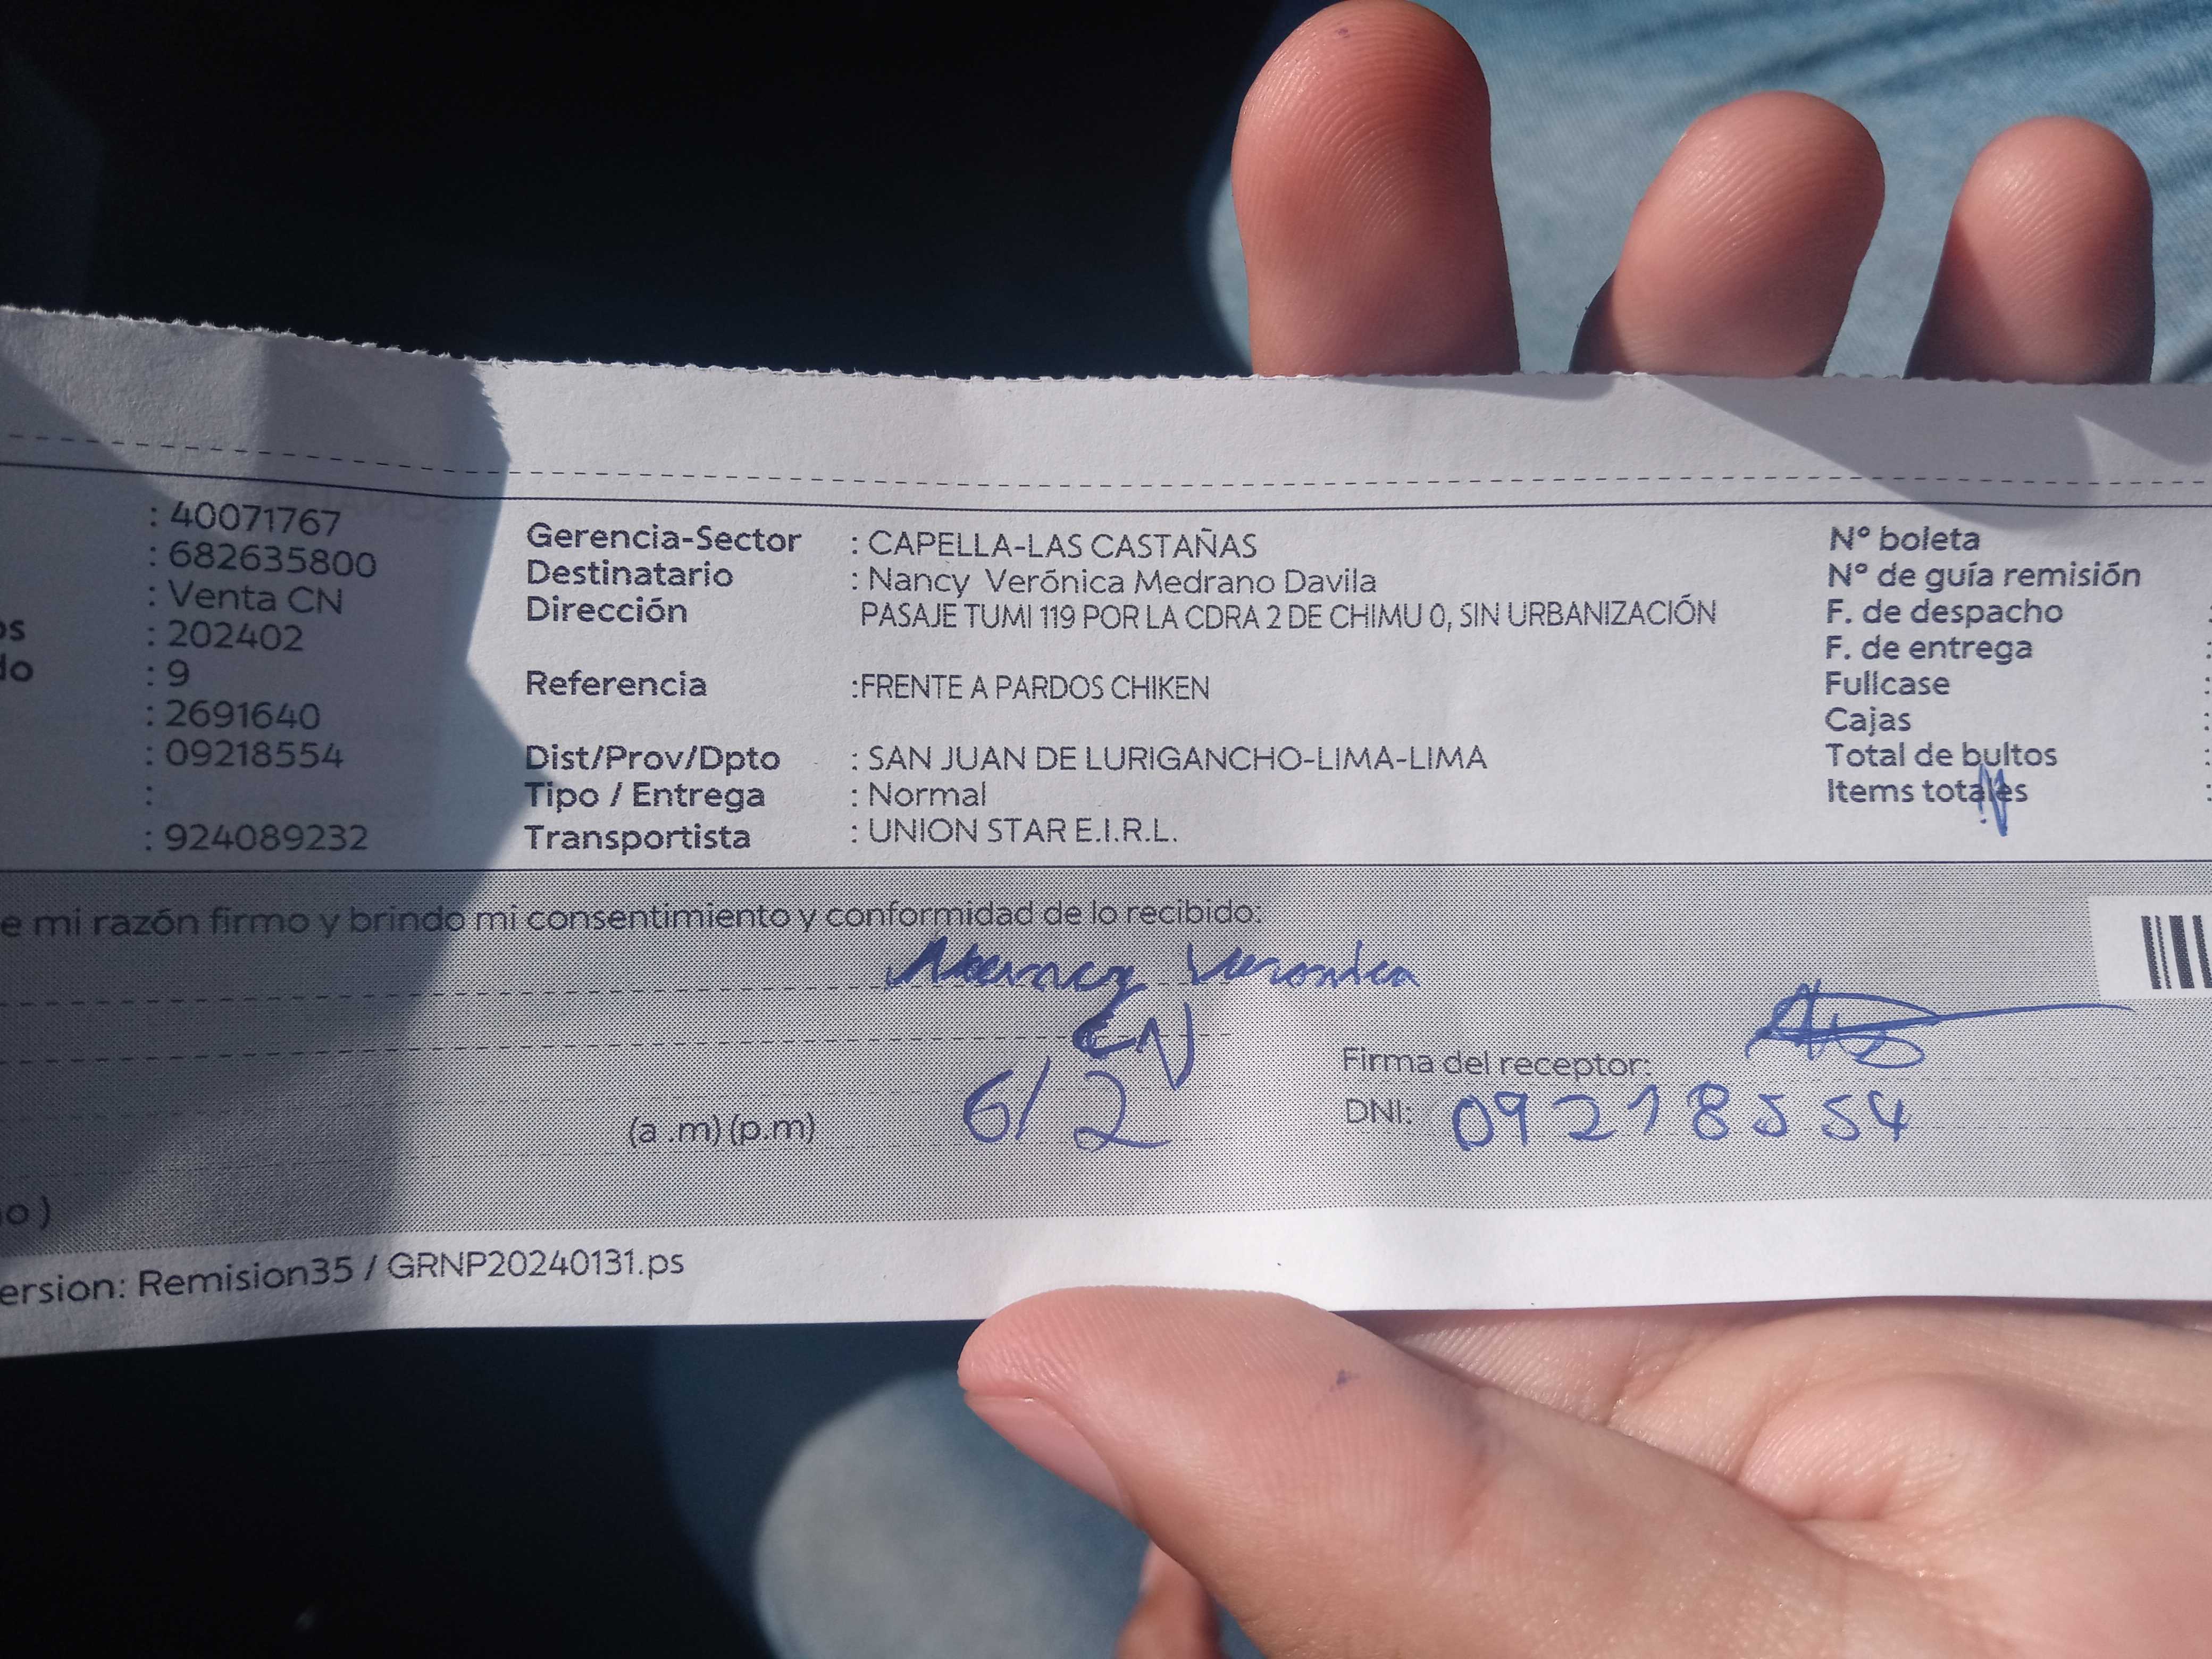 : 40071767
: 682635800
: Venta CN
os : 202402
do : 9
: 2691640
: 09218554
:
: 924089232
Gerencia-Sector : CAPELLA-LAS CASTAÑAS
Destinatario : Nancy Verónica Medrano Davila
Dirección PASAJE TUMI 119 POR LA CDRA 2 DE CHIMU 0, SIN URBANIZACIÓN
Referencia :FRENTE A PARDOS CHIKEN
Dist/Prov/Dpto : SAN JUAN DE LURIGANCHO-LIMA-LIMA
Tipo / Entrega : Normal
Transportista : UNION STAR E.I.R.L.
Nº boleta
Nº de guía remisión
F. de despacho :
F. de entrega :
Fullcase :
Cajas :
Total de bultos :
Items totales :
e mi razón firmo y brindo mi consentimiento y conformidad de lo recibido:
Veronica
Firma del receptor:
(a .m) (p.m) 6/2 DNI: 09218554
o )
ersion: Remision35 / GRNP20240131.ps